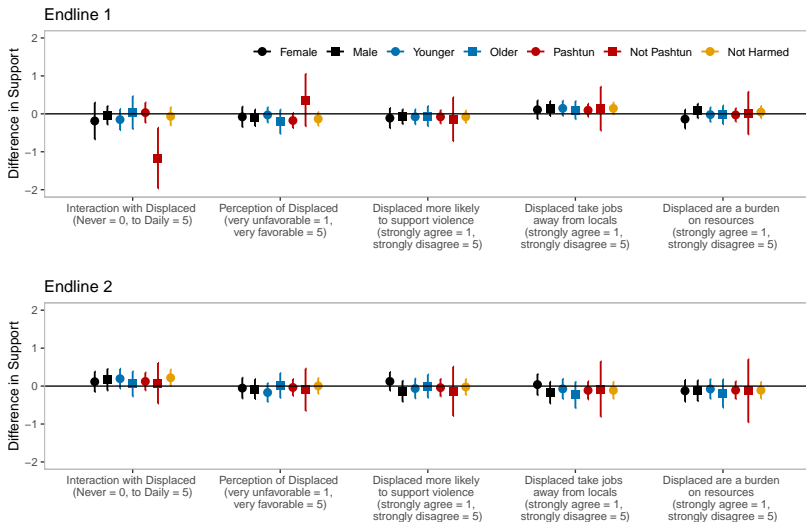 Endline 1
Difference in Support
2
1
0
−1
−2
Female Male Younger Older Pashtun Not Pashtun Not Harmed
Interaction with Displaced
(Never = 0, to Daily = 5)
Perception of Displaced
(very unfavorable = 1,
very favorable = 5)
Displaced more likely
to support violence
(strongly agree = 1,
strongly disagree = 5)
Displaced take jobs
away from locals
(strongly agree = 1,
strongly disagree = 5)
Displaced are a burden
on resources
(strongly agree = 1,
strongly disagree = 5)
Endline 2
Difference in Support
2
1
0
−1
−2
Interaction with Displaced
(Never = 0, to Daily = 5)
Perception of Displaced
(very unfavorable = 1,
very favorable = 5)
Displaced more likely
to support violence
(strongly agree = 1,
strongly disagree = 5)
Displaced take jobs
away from locals
(strongly agree = 1,
strongly disagree = 5)
Displaced are a burden
on resources
(strongly agree = 1,
strongly disagree = 5)